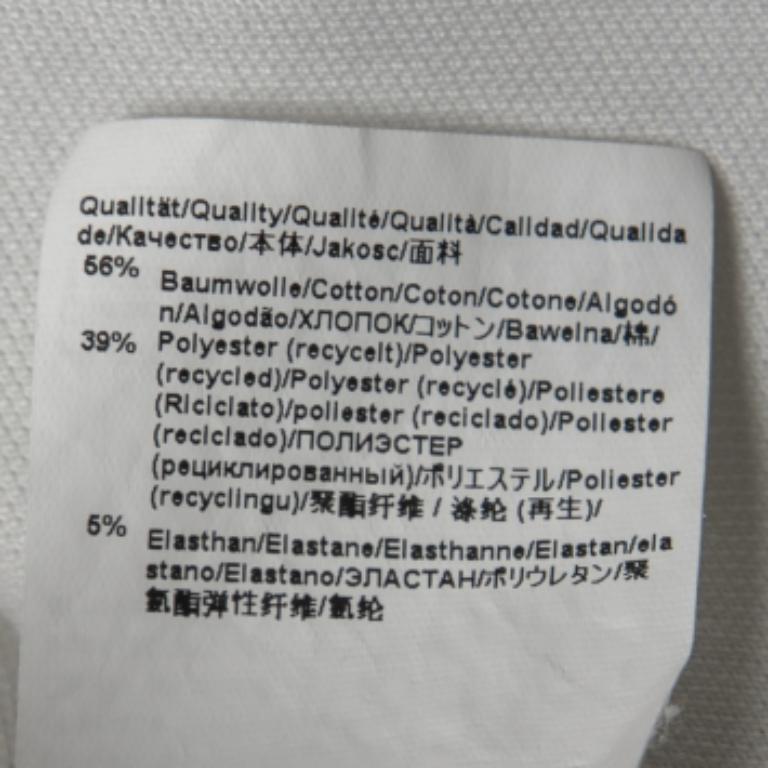 Qualität/Quality/Qualité/Qualità/Calidad/Qualida
de/Качество/本体/Jakosc/面料
56% Baumwolle/Cotton/Coton/Cotone/Algodó
n/Algodão/ХЛОПОК/コットン/Bawelna/棉/
39% Polyester (recycelt)/Polyester
(recycled)/Polyester (recyclé)/Poliestere
(Riciclato)/poliester (reciclado)/Poliester
(reciclado)/ПОЛИЭСТЕР
(рециклированный)/ポリエステル/Poliester
(recyclingu)/聚酯纤维 / 涤纶 (再生)/
5% Elasthan/Elastane/Elasthanne/Elastan/ela
stano/Elastano/ЭЛАСТАН/ポリウレタン/聚
氨酯弹性纤维/氨纶